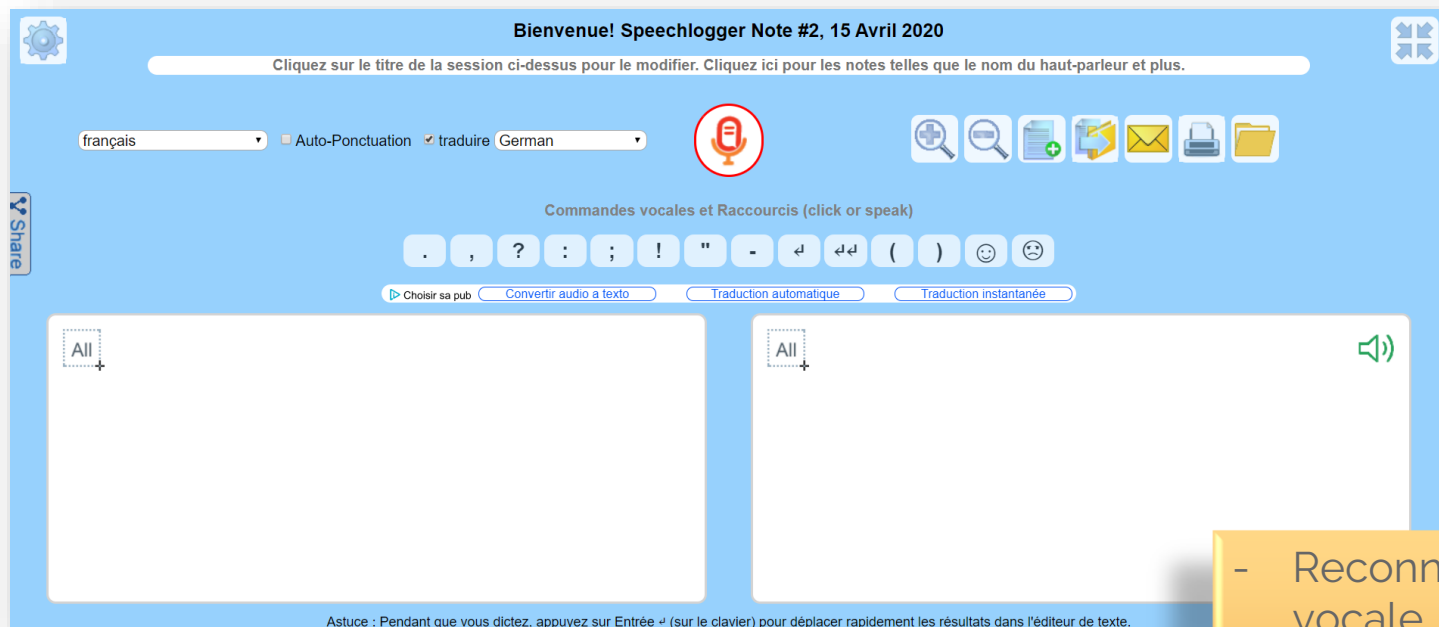 Bienvenue! Speechlogger Note #2, 15 Avril 2020
Cliquez sur le titre de la session ci-dessus pour le modifier. Cliquez ici pour les notes telles que le nom du haut-parleur et plus.
français Auto-Ponctuation traduire German
Share
Commandes vocales et Raccourcis (click or speak)
. , ? : ; ! " - ↵ ↵↵ ( ) ☺ ☹
Choisir sa pub Convertir audio a texto Traduction automatique Traduction instantanée
All All
- Reconn
vocale
Astuce : Pendant que vous dictez, appuyez sur Entrée ↵ (sur le clavier) pour déplacer rapidement les résultats dans l'éditeur de texte.